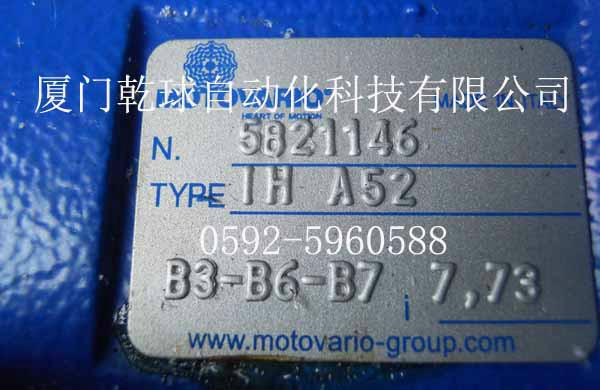 厦门乾球自动化科技有限公司
HEART OF MOTION
N. 5821146
TYPE IH A52
0592-5960588
B3-B6-B7 i 7,73
www.motovario-group.com